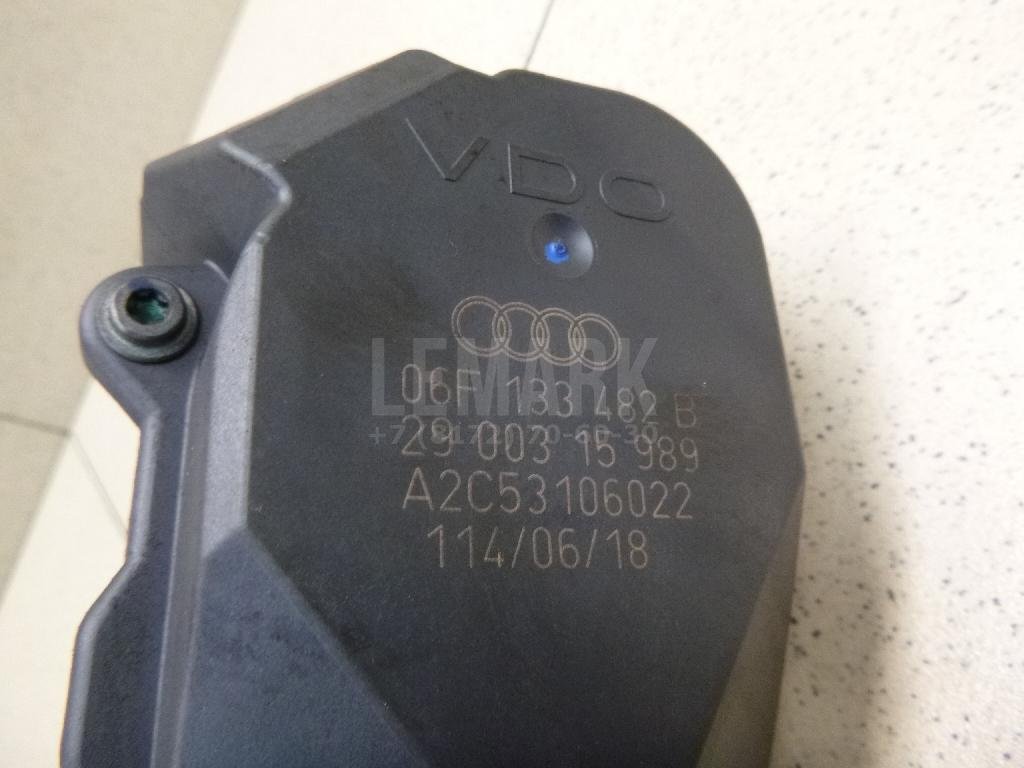 VDO
LEMARK
06F 133 482 B
29 003 15 989
A2C53106022
114/06/18